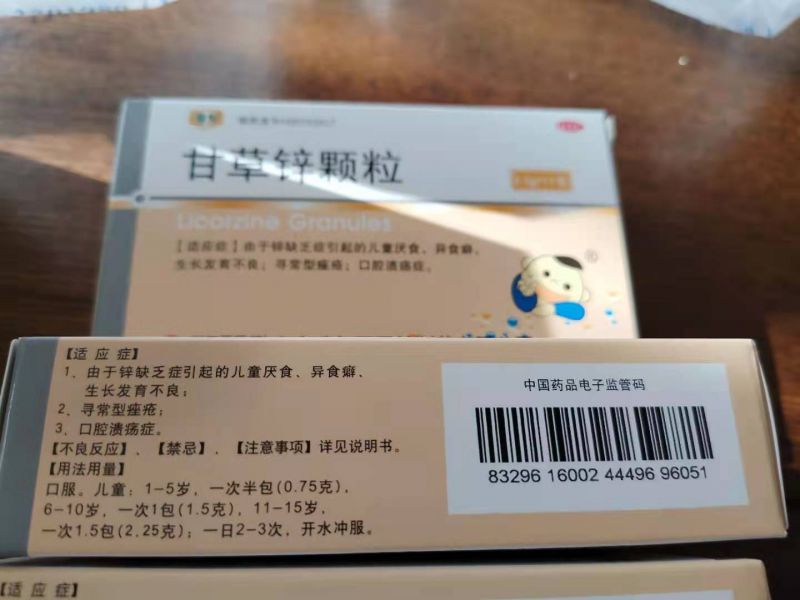 甘草锌颗粒
Licorzine Granules
【适应症】由于锌缺乏症引起的儿童厌食、异食癖、
生长发育不良；寻常型痤疮；口腔溃疡症。
®
【适 应 症】
1、由于锌缺乏症引起的儿童厌食、异食癖、
生长发育不良；
2、寻常型痤疮；
3、口腔溃疡症。
【不良反应】、【禁忌】、【注意事项】详见说明书。
【用法用量】
口服。儿童：1-5岁，一次半包(0.75克)，
6-10岁，一次1包(1.5克)，11-15岁，
一次1.5包(2.25克)；一日2-3次，开水冲服。
中国药品电子监管码
83296 16002 44496 96051
【适 应 症】